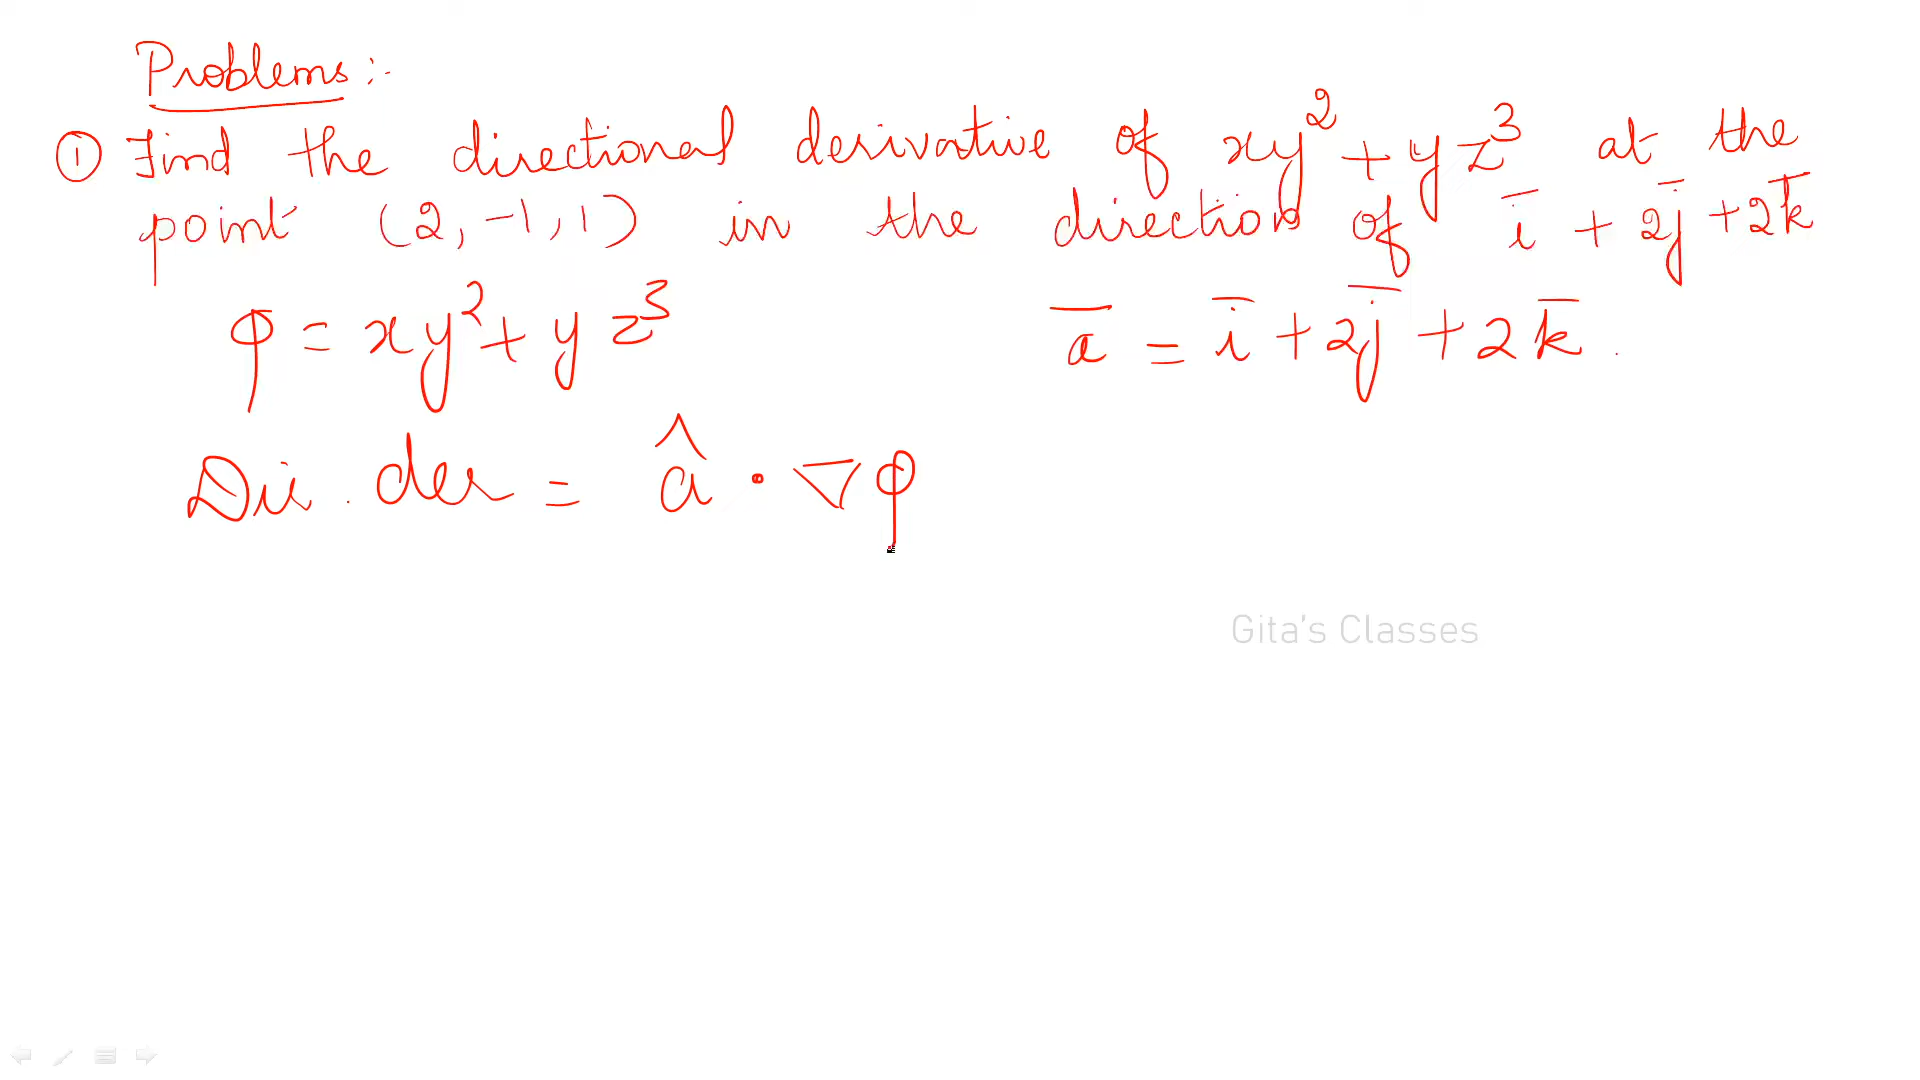 Problems :-
① Find the directional derivative of xy² + yz³ at the
point (2, -1, 1) in the direction of i̅ + 2j̅ + 2k̅
φ = xy² + yz³
a̅ = i̅ + 2j̅ + 2k̅ .
Dir. der = â · ∇φ
Gita's Classes